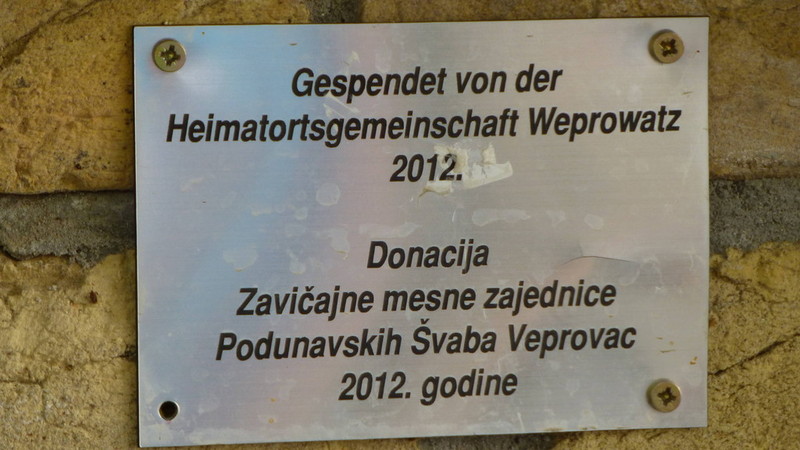 Gespendet von der
Heimatortsgemeinschaft Weprowatz
2012.
Donacija
Zavičajne mesne zajednice
Podunavskih Švaba Veprovac
2012. godine